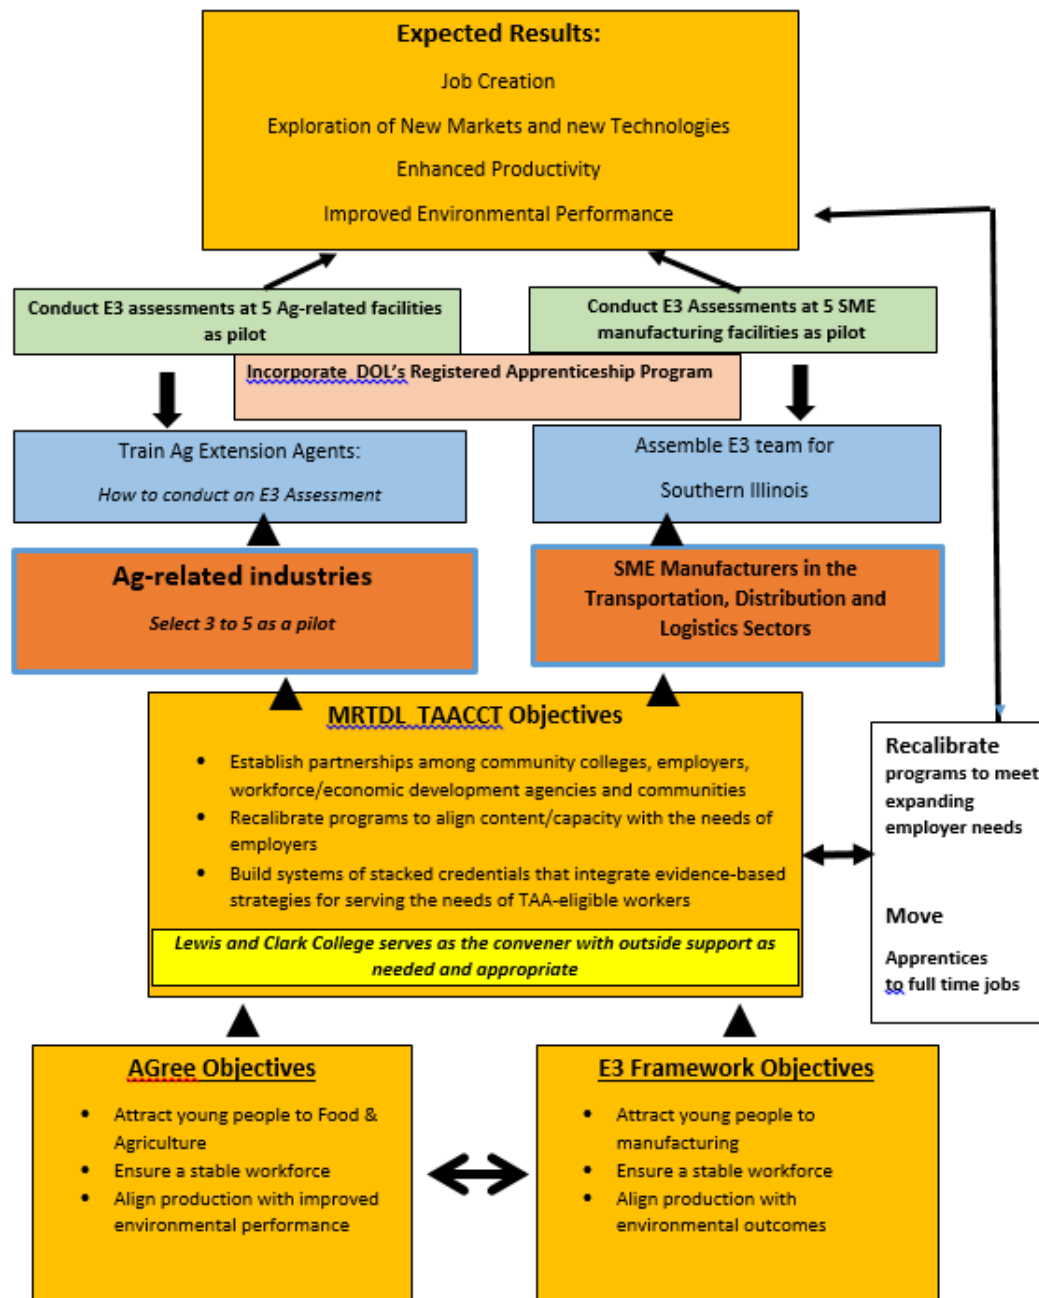 Expected Results:
Job Creation
Exploration of New Markets and new Technologies
Enhanced Productivity
Improved Environmental Performance
Conduct E3 assessments at 5 Ag-related facilities
as pilot
Conduct E3 Assessments at 5 SME
manufacturing facilities as pilot
Incorporate DOL's Registered Apprenticeship Program
Train Ag Extension Agents:
How to conduct an E3 Assessment
Assemble E3 team for
Southern Illinois
Ag-related industries
Select 3 to 5 as a pilot
SME Manufacturers in the
Transportation, Distribution and
Logistics Sectors
MRTDL TAACCT Objectives
• Establish partnerships among community colleges, employers,
workforce/economic development agencies and communities
• Recalibrate programs to align content/capacity with the needs of
employers
• Build systems of stacked credentials that integrate evidence-based
strategies for serving the needs of TAA-eligible workers
Lewis and Clark College serves as the convener with outside support as
needed and appropriate
Recalibrate
programs to meet
expanding
employer needs
Move
Apprentices
to full time jobs
AGree Objectives
• Attract young people to Food &
Agriculture
• Ensure a stable workforce
• Align production with improved
environmental performance
E3 Framework Objectives
• Attract young people to
manufacturing
• Ensure a stable workforce
• Align production with
environmental outcomes